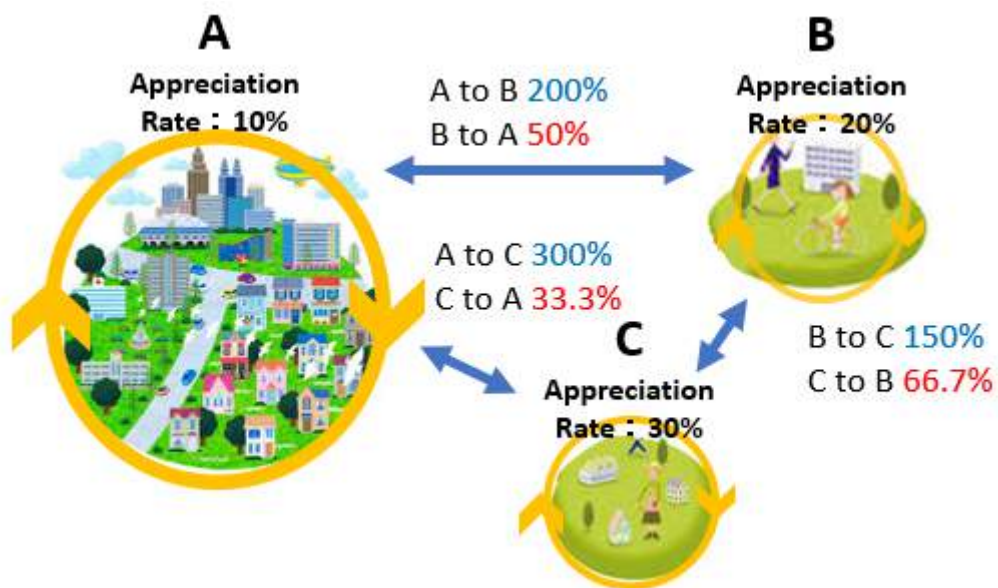 A
Appreciation
Rate：10%
A to B 200%
B to A 50%
B
Appreciation
Rate：20%
A to C 300%
C to A 33.3%
C
Appreciation
Rate：30%
B to C 150%
C to B 66.7%